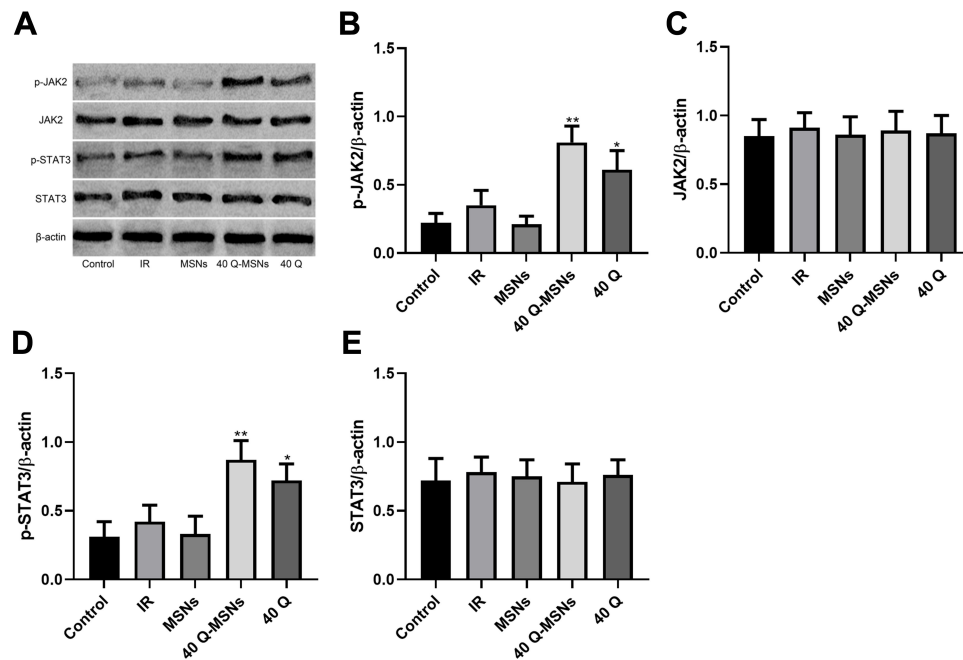 A
p-JAK2
JAK2
p-STAT3
STAT3
β-actin
Control IR MSNs 40 Q-MSNs 40 Q
B
p-JAK2/β-actin
1.5
1.0
0.5
0.0
**
*
Control IR MSNs 40 Q-MSNs 40 Q
C
JAK2/β-actin
1.5
1.0
0.5
0.0
Control IR MSNs 40 Q-MSNs 40 Q
D
p-STAT3/β-actin
1.5
1.0
0.5
0.0
**
*
Control IR MSNs 40 Q-MSNs 40 Q
E
STAT3/β-actin
1.5
1.0
0.5
0.0
Control IR MSNs 40 Q-MSNs 40 Q